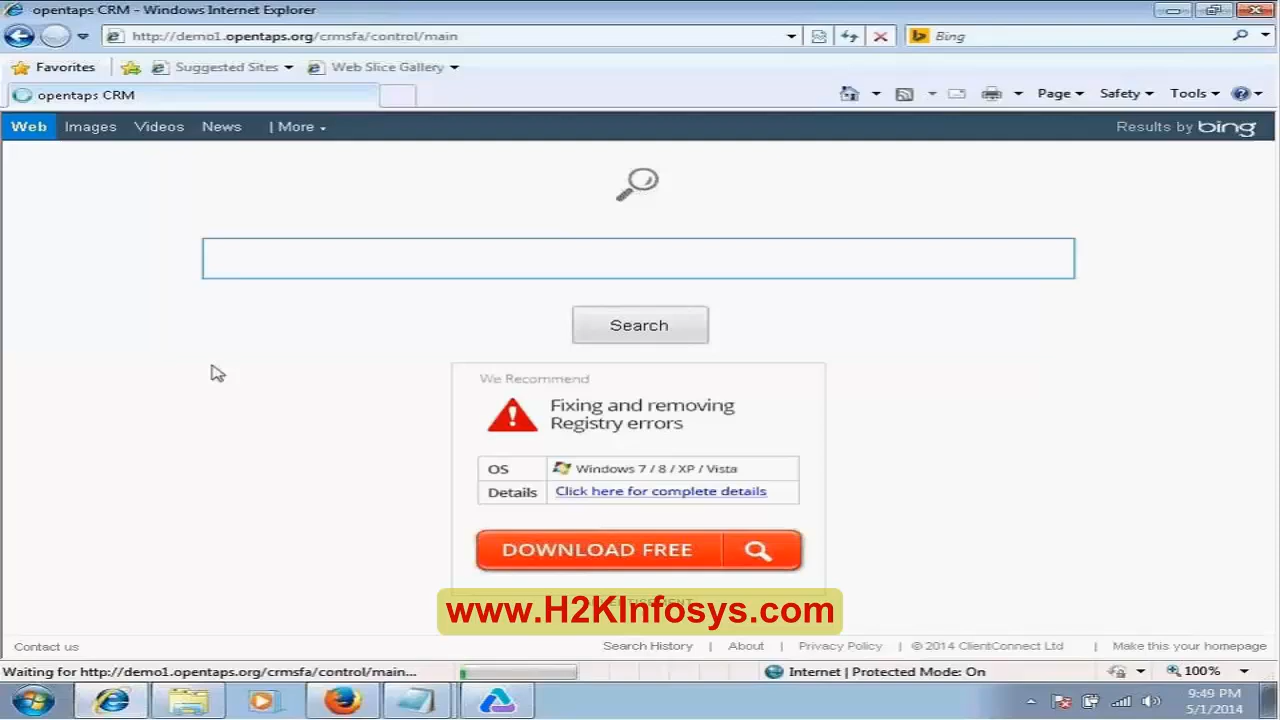 opentaps CRM - Windows Internet Explorer
http://demo1.opentaps.org/crmsfa/control/main
Bing
Favorites Suggested Sites Web Slice Gallery
opentaps CRM
Page Safety Tools
Web Images Videos News | More
Results by bing
Search
We Recommend
Fixing and removing
Registry errors
OS Windows 7 / 8 / XP / Vista
Details Click here for complete details
DOWNLOAD FREE
ADVERTISEMENT
www.H2KInfosys.com
Contact us Search History | About | Privacy Policy | © 2014 ClientConnect Ltd | Make this your homepage
Waiting for http://demo1.opentaps.org/crmsfa/control/main... Internet | Protected Mode: On 100%
9:49 PM
5/1/2014